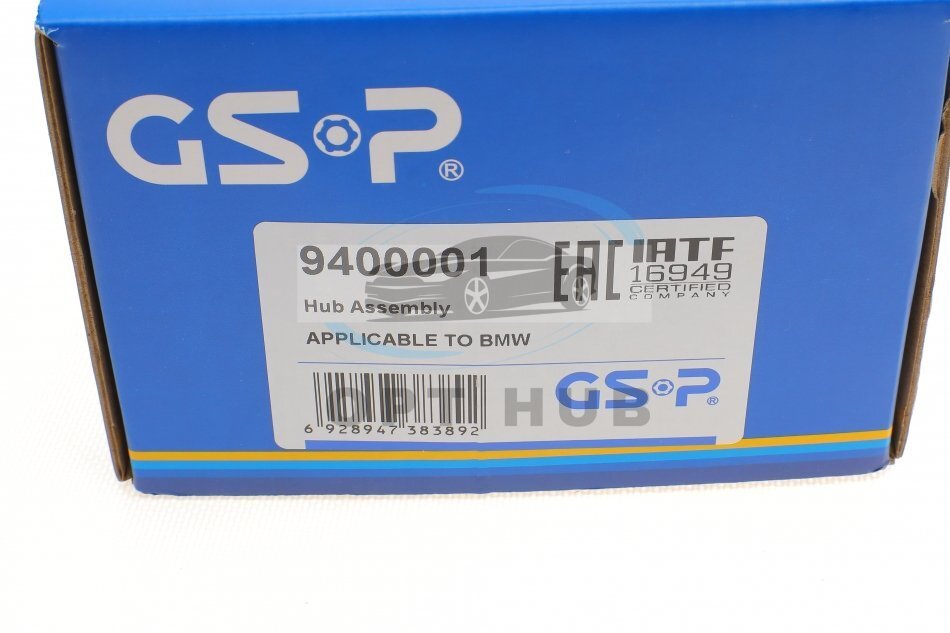 GSP®
9400001
Hub Assembly
APPLICABLE TO BMW
EAC
IATF
16949
CERTIFIED
COMPANY
GSP®
OPT HUB
6 928947 383892